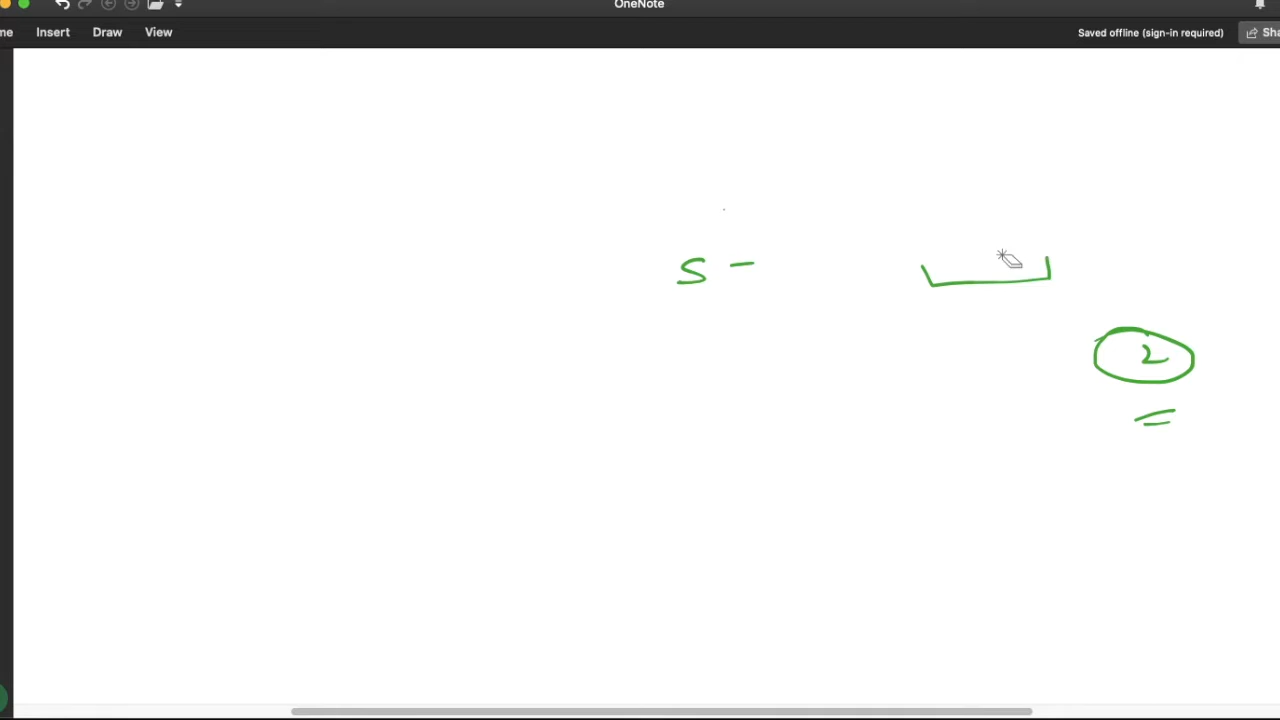 OneNote
Insert Draw View Saved offline (sign-in required)
S -
2
=